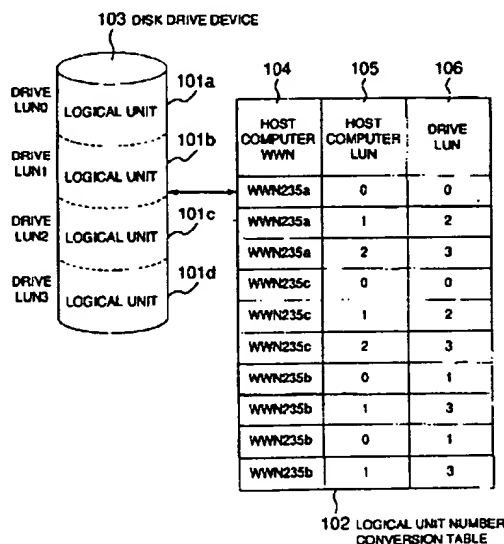 103 DISK DRIVE DEVICE
DRIVE LUN0
LOGICAL UNIT
101a
DRIVE LUN1
LOGICAL UNIT
101b
DRIVE LUN2
LOGICAL UNIT
101c
DRIVE LUN3
LOGICAL UNIT
101d
104 105 106
HOST COMPUTER WWN HOST COMPUTER LUN DRIVE LUN
WWN235a 0 0
WWN235a 1 2
WWN235a 2 3
WWN235c 0 0
WWN235c 1 2
WWN235c 2 3
WWN235b 0 1
WWN235b 1 3
WWN235b 0 1
WWN235b 1 3
102 LOGICAL UNIT NUMBER
CONVERSION TABLE